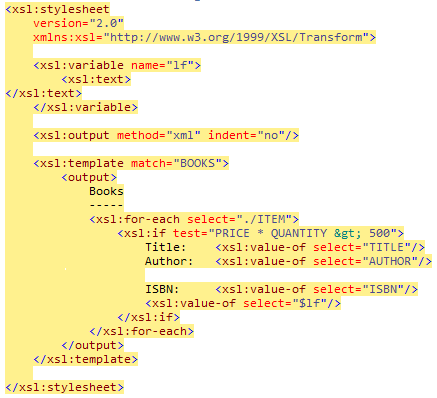 <xsl:stylesheet
    version="2.0"
    xmlns:xsl="http://www.w3.org/1999/XSL/Transform">

    <xsl:variable name="lf">
        <xsl:text>
</xsl:text>
    </xsl:variable>

    <xsl:output method="xml" indent="no"/>

    <xsl:template match="BOOKS">
        <output>
            Books
            -----
            <xsl:for-each select="./ITEM">
                <xsl:if test="PRICE * QUANTITY &gt; 500">
                    Title:    <xsl:value-of select="TITLE"/>
                    Author:   <xsl:value-of select="AUTHOR"/>

                    ISBN:     <xsl:value-of select="ISBN"/>
                    <xsl:value-of select="$lf"/>
                </xsl:if>
            </xsl:for-each>
        </output>
    </xsl:template>

</xsl:stylesheet>